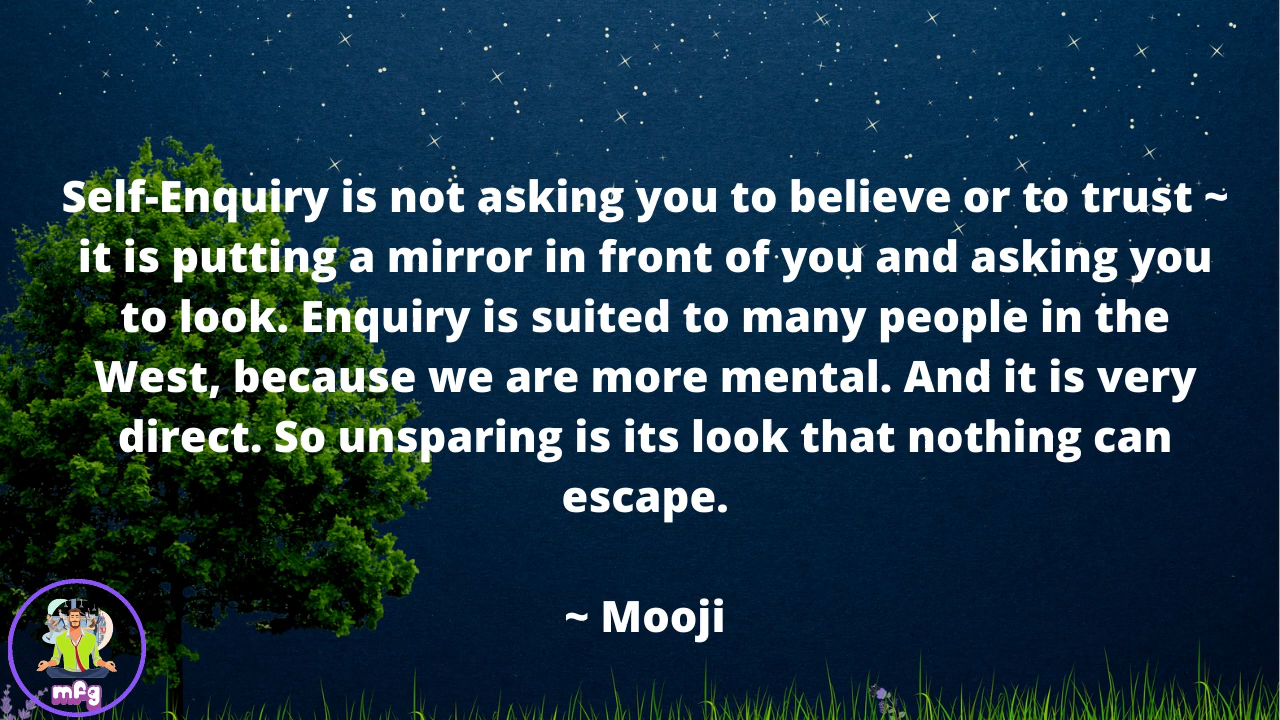 Self-Enquiry is not asking you to believe or to trust ~
it is putting a mirror in front of you and asking you
to look. Enquiry is suited to many people in the
West, because we are more mental. And it is very
direct. So unsparing is its look that nothing can
escape.
~ Mooji
mfg